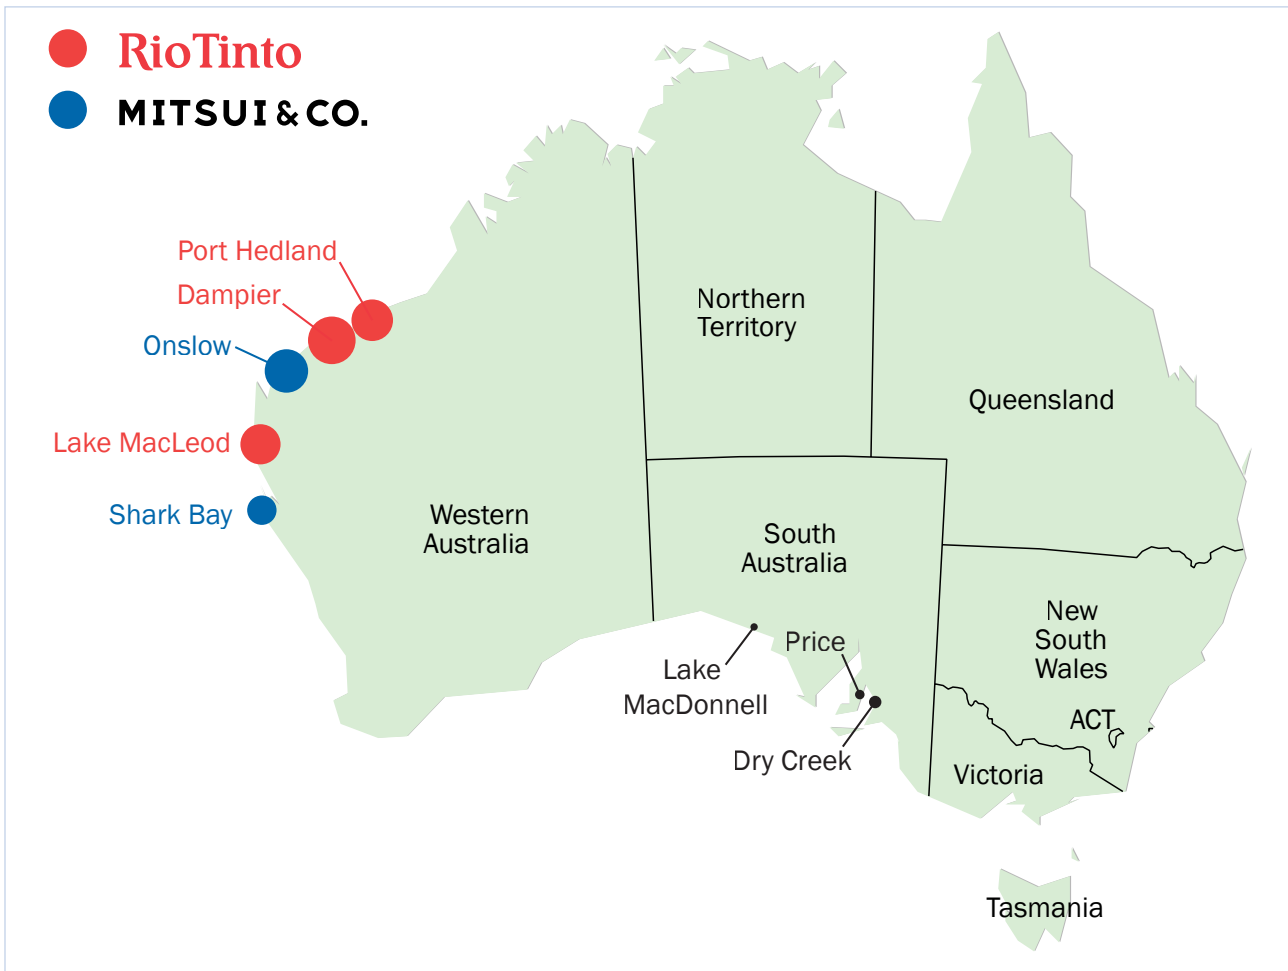 RioTinto
MITSUI & CO.
Port Hedland
Dampier
Onslow
Lake MacLeod
Shark Bay
Western
Australia
Northern
Territory
Queensland
South
Australia
New
South
Wales
ACT
Price
Lake
MacDonnell
Dry Creek
Victoria
Tasmania